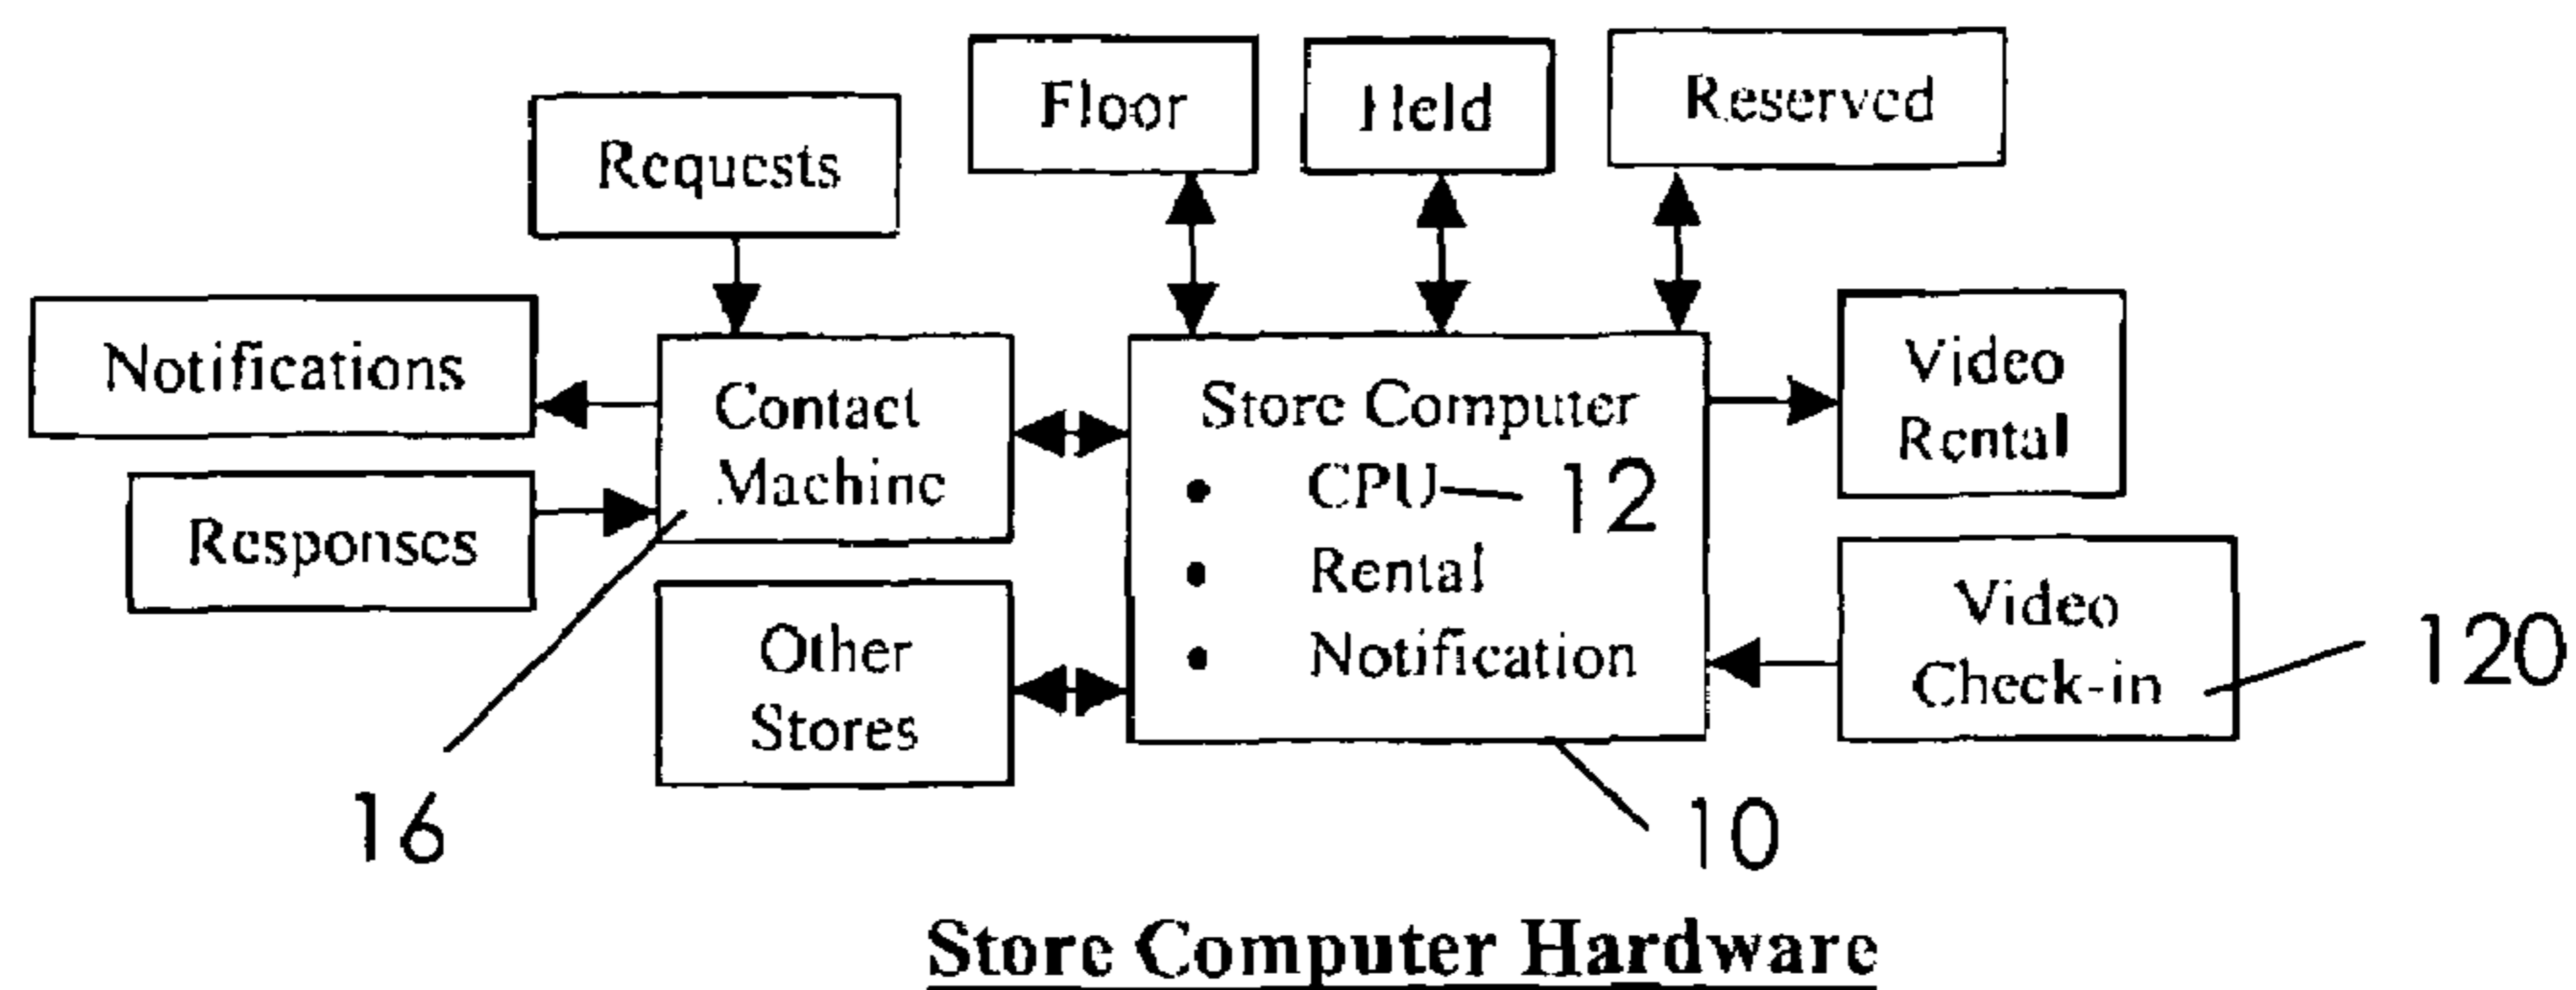 Floor
Held
Reserved
Requests
Notifications
Responses
Contact
Machine
16
Other
Stores
Store Computer
• CPU 12
• Rental
• Notification
10
Video
Rental
Video
Check-in
120
Store Computer Hardware